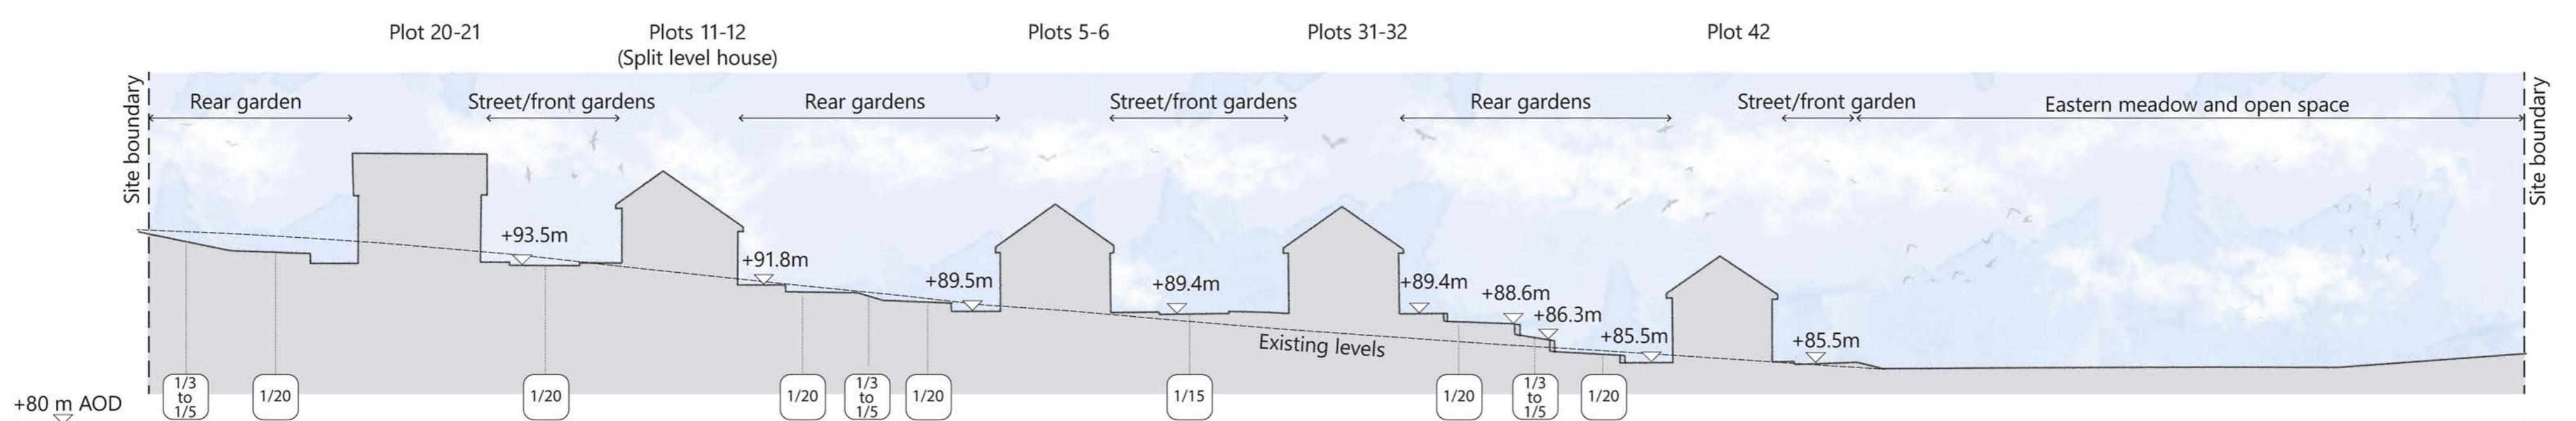 Plot 20-21
Plots 11-12
(Split level house)
Plots 5-6
Plots 31-32
Plot 42
Site boundary
Rear garden
Street/front gardens
Rear gardens
Street/front gardens
Rear gardens
Street/front garden
Eastern meadow and open space
Site boundary
+93.5m
+91.8m
+89.5m
+89.4m
+89.4m
+88.6m
+86.3m
+85.5m
+85.5m
Existing levels
1/3
to
1/5
1/20
1/20
1/20
1/3
to
1/5
1/20
1/15
1/20
1/3
to
1/5
1/20
+80 m AOD